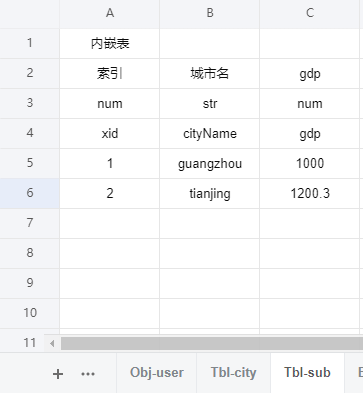 A B C
1 内嵌表
2 索引 城市名 gdp
3 num str num
4 xid cityName gdp
5 1 guangzhou 1000
6 2 tianjing 1200.3
7
8
9
10
11
+ ··· Obj-user Tbl-city Tbl-sub